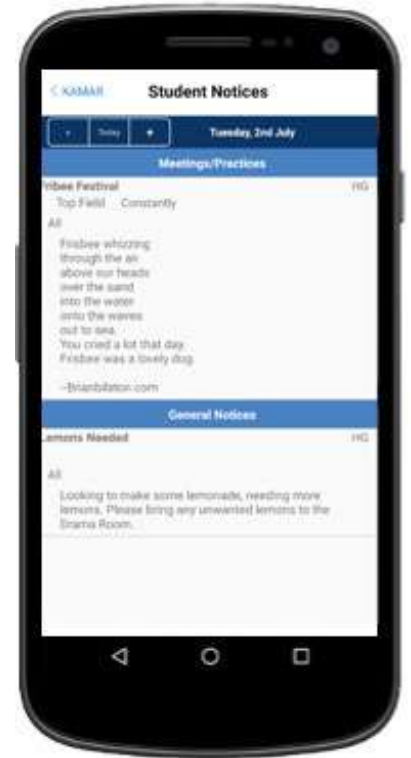 < KAMAR Student Notices
Today Tuesday, 2nd July
Meetings/Practices
Frisbee Festival HG
Top Field Constantly
All
Frisbee whizzing
through the air
above our heads
over the sand
into the water
onto the waves
out to sea.
You cried a lot that day.
Frisbee was a lovely dog.
--Brianbilston.com
General Notices
Lemons Needed HG
All
Looking to make some lemonade, needing more
lemons. Please bring any unwanted lemons to the
Drama Room.